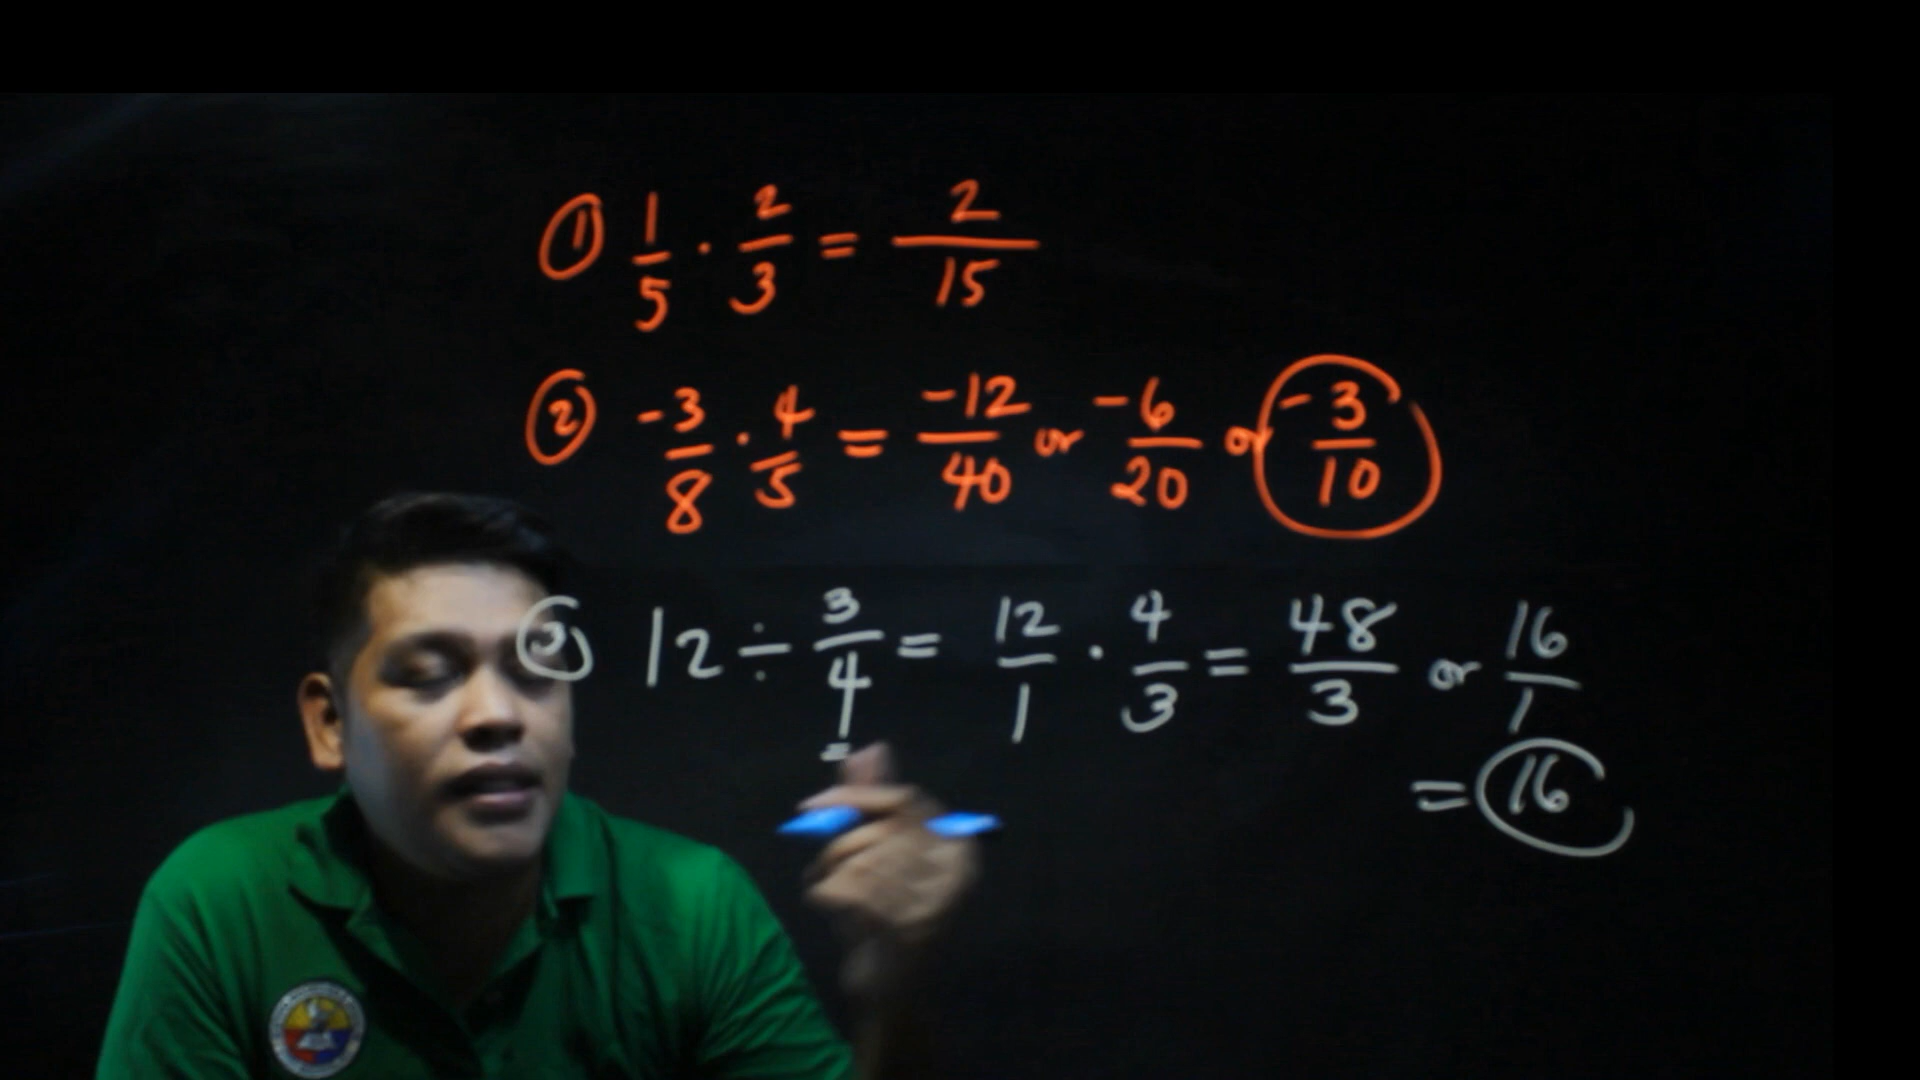 ① 1/5 · 2/3 = 2/15
② -3/8 · 4/5 = -12/40 or -6/20 or -3/10
③ 12 ÷ 3/4 = 12/1 · 4/3 = 48/3 or 16/1
= 16